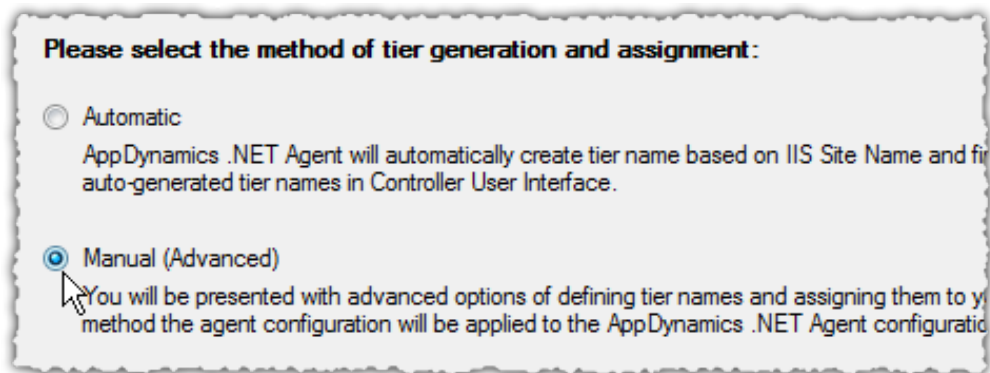 Please select the method of tier generation and assignment:
Automatic
AppDynamics .NET Agent will automatically create tier name based on IIS Site Name and
auto-generated tier names in Controller User Interface.
Manual (Advanced)
You will be presented with advanced options of defining tier names and assigning them to
method the agent configuration will be applied to the AppDynamics .NET Agent